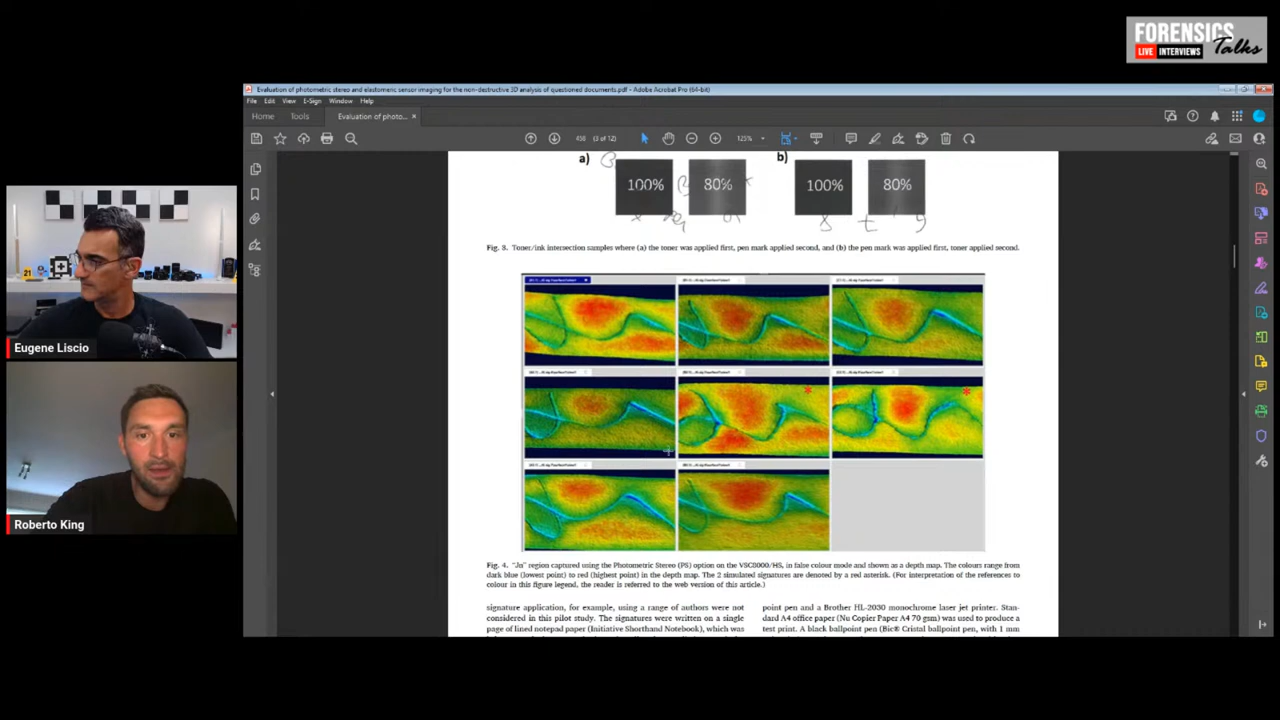 FORENSICS
LIVE INTERVIEWS Talks
Evaluation of photometric stereo and elastomeric sensor imaging for the non-destructive 3D analysis of questioned documents.pdf - Adobe Acrobat Pro (64-bit)
File Edit View E-Sign Window Help
Home Tools Evaluation of photo... ×
458 (3 of 12) 125%
a) 100% 80% b) 100% 80%
Fig. 3. Toner/ink intersection samples where (a) the toner was applied first, pen mark applied second, and (b) the pen mark was applied first, toner applied second.
Eugene Liscio
Roberto King
Fig. 4. "Ja" region captured using the Photometric Stereo (PS) option on the VSC8000/HS, in false colour mode and shown as a depth map. The colours range from
dark blue (lowest point) to red (highest point) in the depth map. The 2 simulated signatures are denoted by a red asterisk. (For interpretation of the references to
colour in this figure legend, the reader is referred to the web version of this article.)
signature application, for example, using a range of authors were not
considered in this pilot study. The signatures were written on a single
page of lined notepad paper (Initiative Shorthand Notebook), which was
point pen and a Brother HL-2030 monochrome laser jet printer. Stan-
dard A4 office paper (Nu Copier Paper A4 70 gsm) was used to produce a
test print. A black ballpoint pen (Bic® Cristal ballpoint pen, with 1 mm